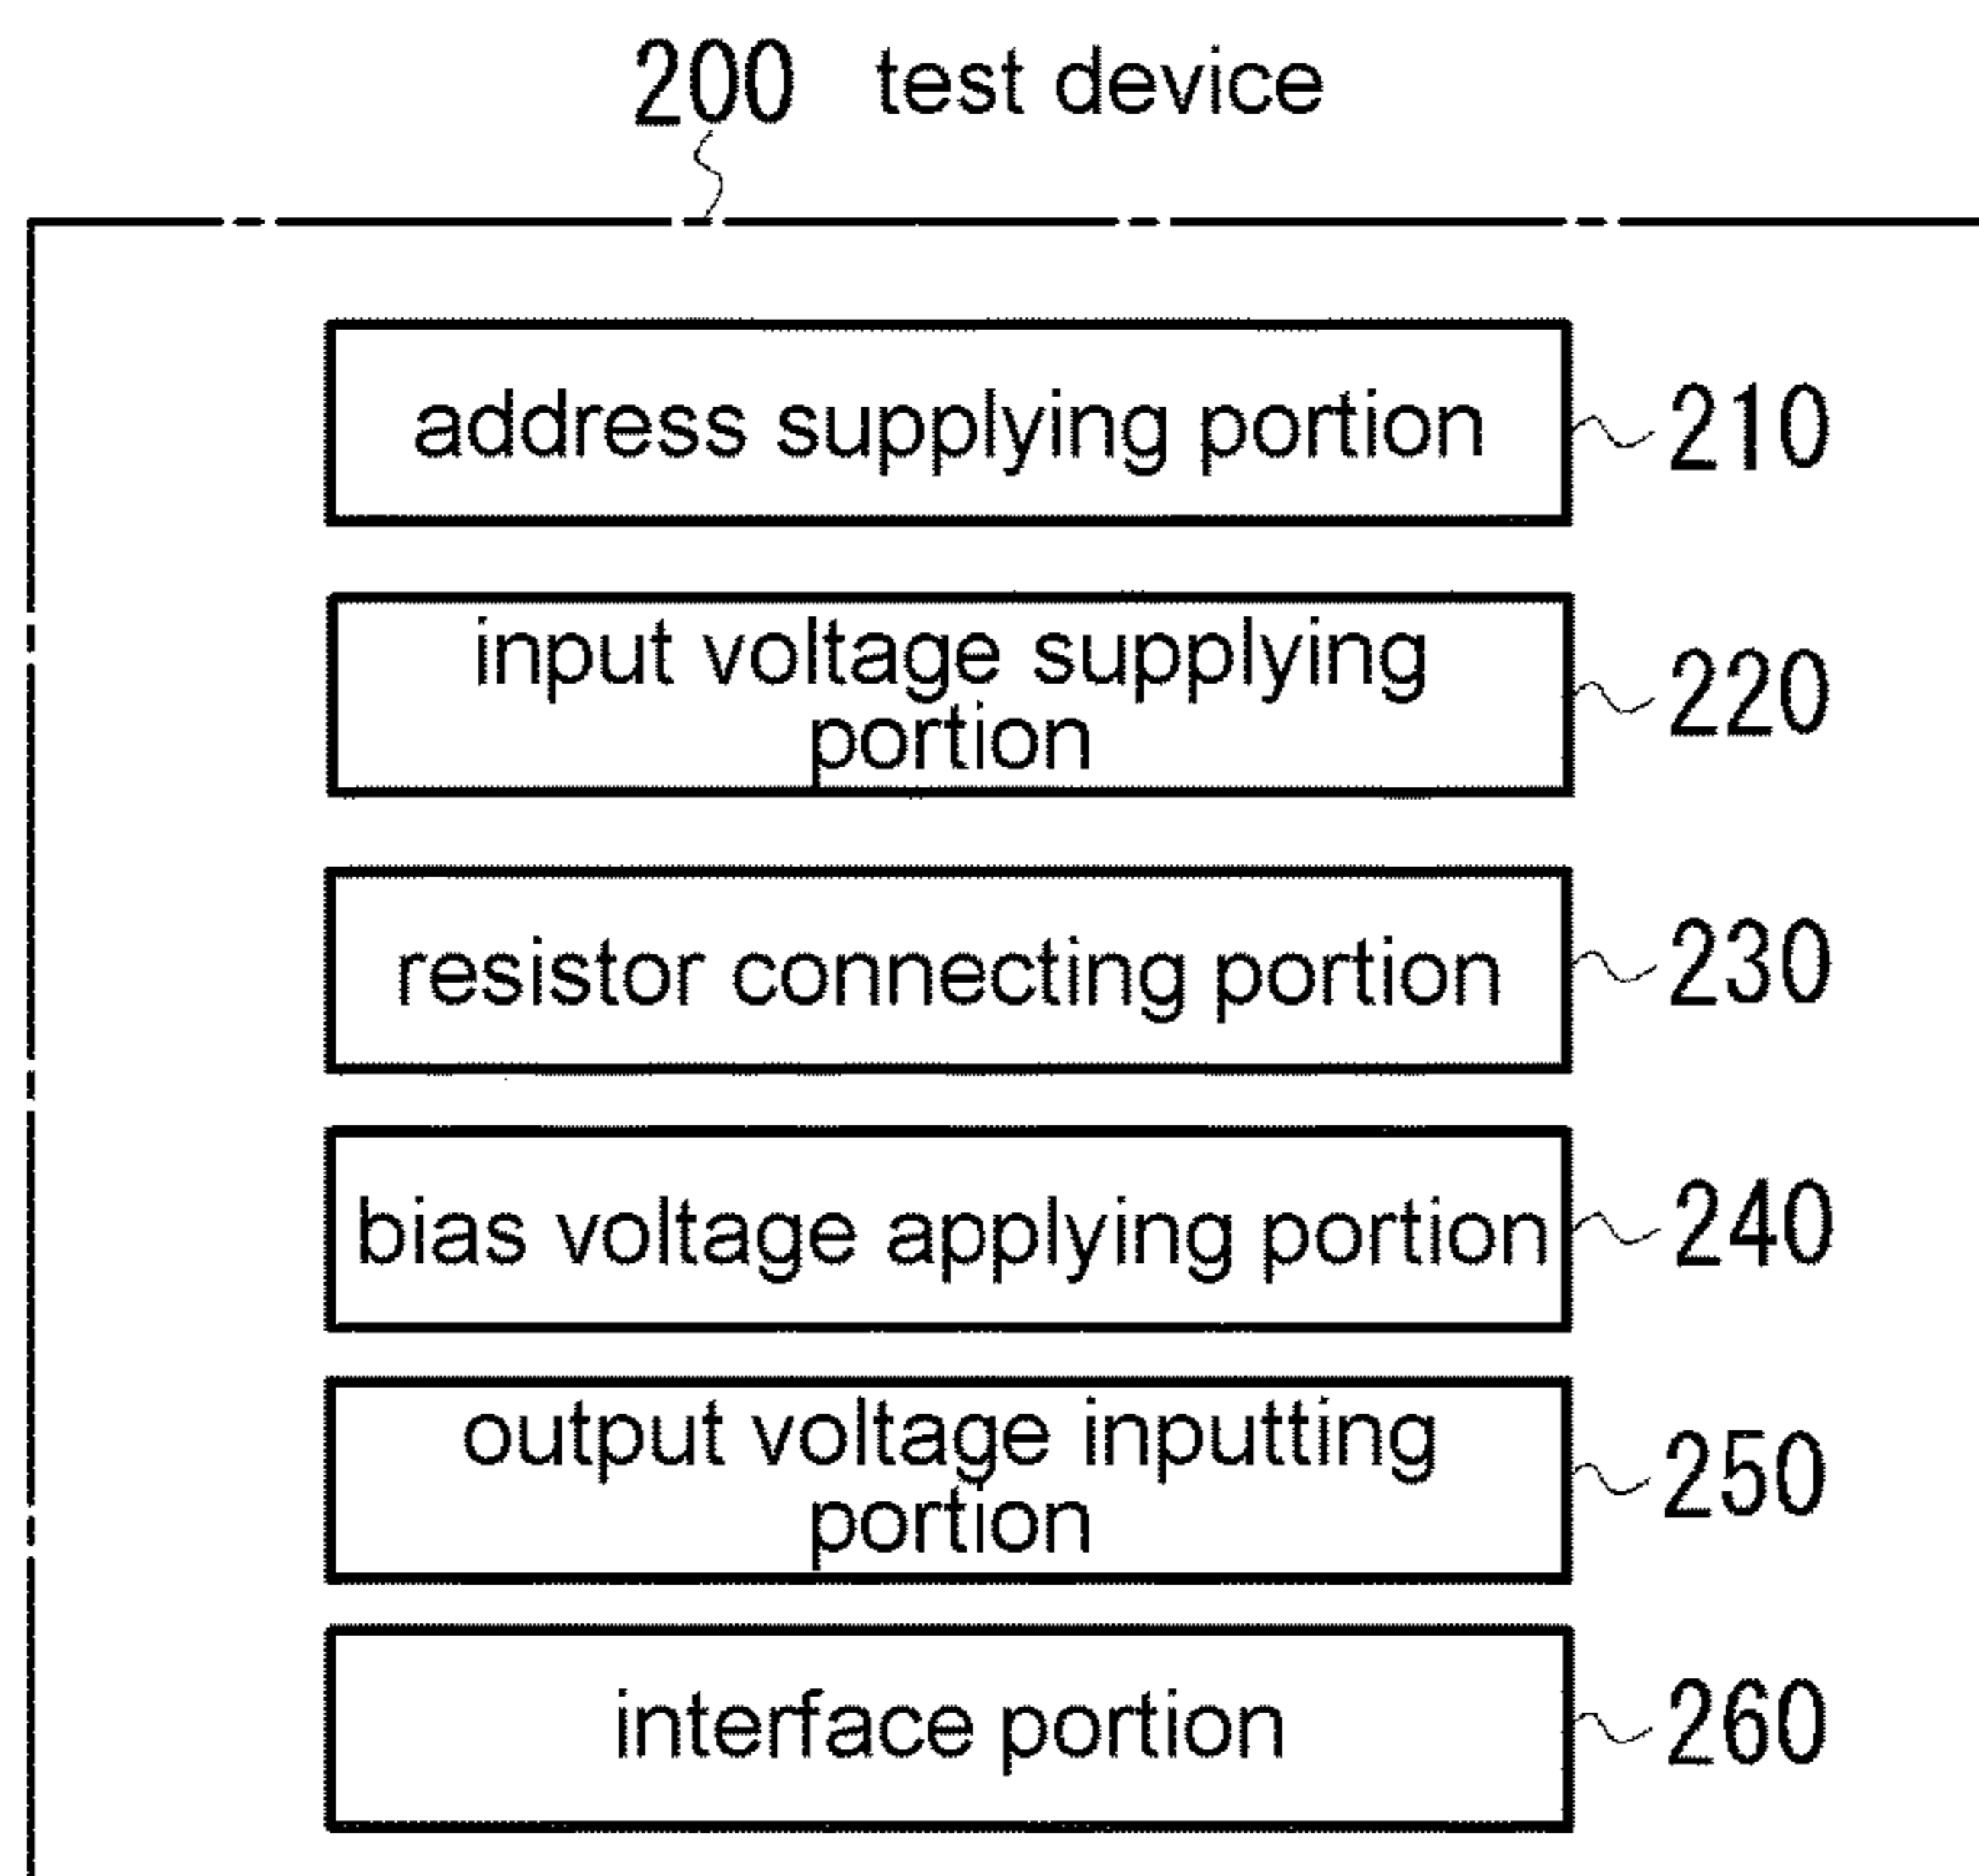 200 test device
address supplying portion 210
input voltage supplying
portion
220
resistor connecting portion 230
bias voltage applying portion 240
output voltage inputting
portion
250
interface portion 260